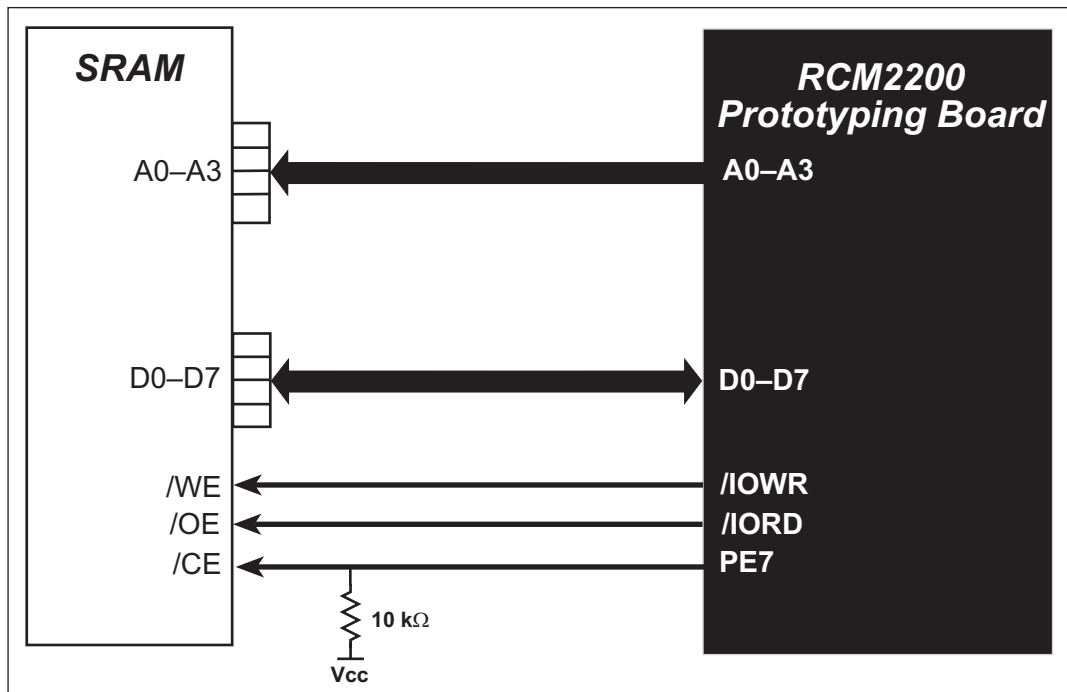 SRAM
A0–A3
D0–D7
/WE
/OE
/CE
10 kΩ
Vcc
RCM2200
Prototyping Board
A0–A3
D0–D7
/IOWR
/IORD
PE7